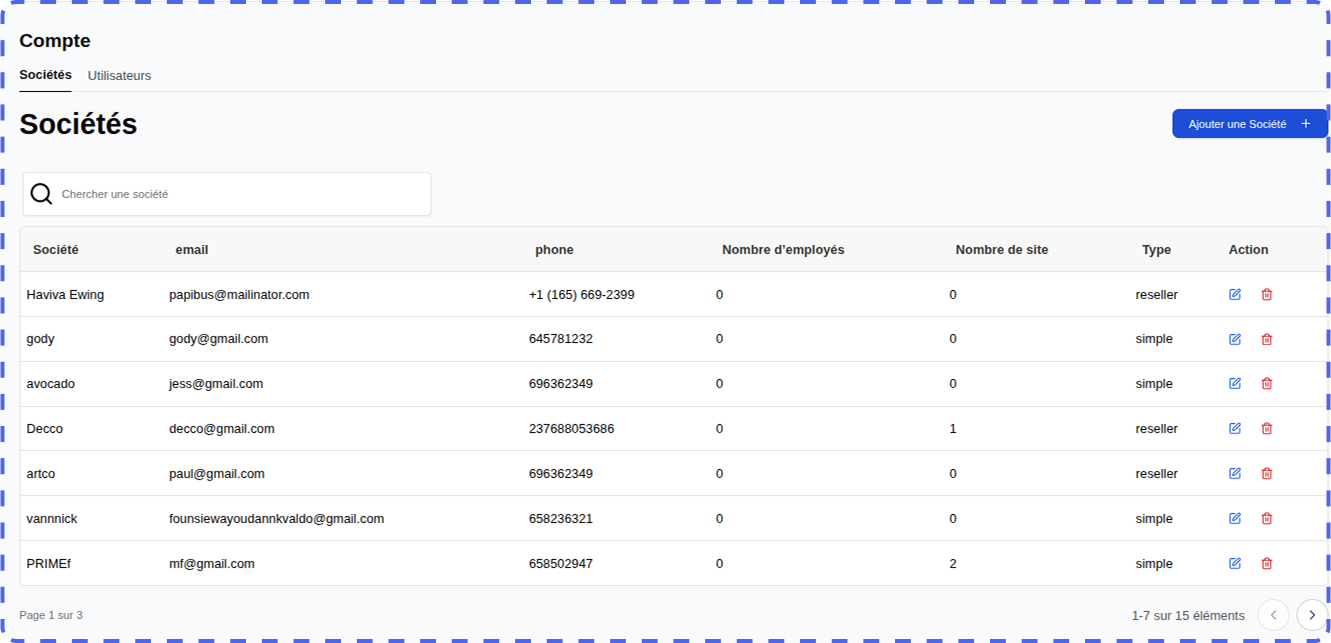 Compte
Sociétés Utilisateurs
Sociétés
Ajouter une Société +
Chercher une société
Société email phone Nombre d’employés Nombre de site Type Action
Haviva Ewing papibus@mailinator.com +1 (165) 669-2399 0 0 reseller
gody gody@gmail.com 645781232 0 0 simple
avocado jess@gmail.com 696362349 0 0 simple
Decco decco@gmail.com 237688053686 0 1 reseller
artco paul@gmail.com 696362349 0 0 reseller
vannnick founsiewayoudannkvaldo@gmail.com 658236321 0 0 simple
PRIMEf mf@gmail.com 658502947 0 2 simple
Page 1 sur 3 1-7 sur 15 éléments